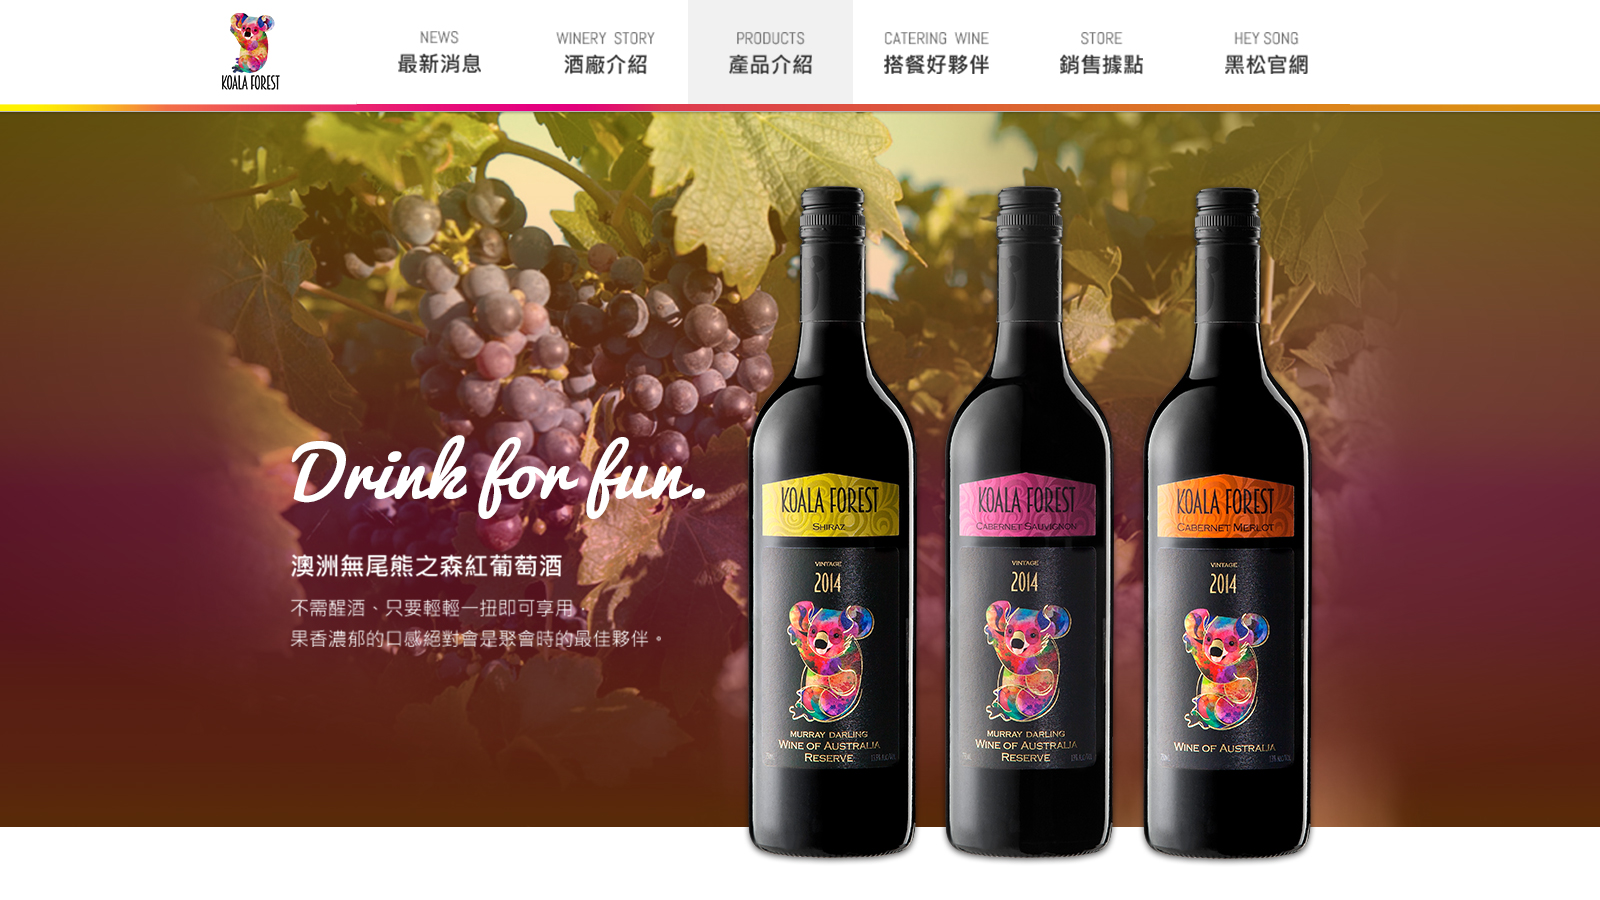 KOALA FOREST
NEWS
最新消息
WINERY STORY
酒廠介紹
PRODUCTS
產品介紹
CATERING WINE
搭餐好夥伴
STORE
銷售據點
HEY SONG
黑松官網
Drink for fun.
澳洲無尾熊之森紅葡萄酒
不需醒酒、只要輕輕一扭即可享用，
果香濃郁的口感絕對會是聚會時的最佳夥伴。
KOALA FOREST
SHIRAZ
VINTAGE
2014
MURRAY DARLING
WINE OF AUSTRALIA
RESERVE
KOALA FOREST
CABERNET SAUVIGNON
VINTAGE
2014
MURRAY DARLING
WINE OF AUSTRALIA
RESERVE
KOALA FOREST
CABERNET MERLOT
VINTAGE
2014
WINE OF AUSTRALIA